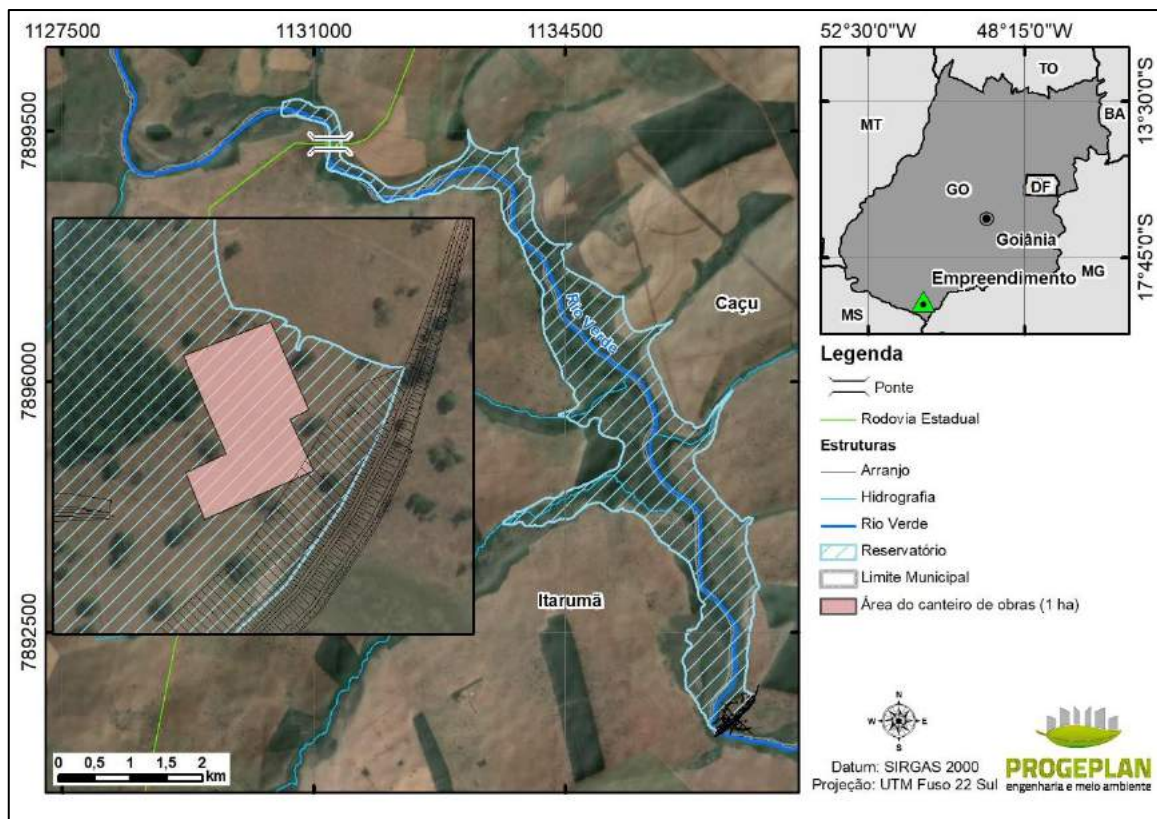 1127500
1131000
1134500
7899500
7896000
7892500
Rio Verde
Caçu
Itarumã
0 0,5 1 2
km
52°30'0"W
48°15'0"W
13°30'0"S
17°45'0"S
TO
BA
MT
GO
DF
Goiânia
MG
Empreendimento
MS
Legenda
Ponte
Rodovia Estadual
Estruturas
Arranjo
Hidrografia
Rio Verde
Reservatório
Limite Municipal
Área do canteiro de obras (1 ha)
N
W
E
S
Datum: SIRGAS 2000
Projeção: UTM Fuso 22 Sul
PROGEPLAN
engenharia e meio ambiente